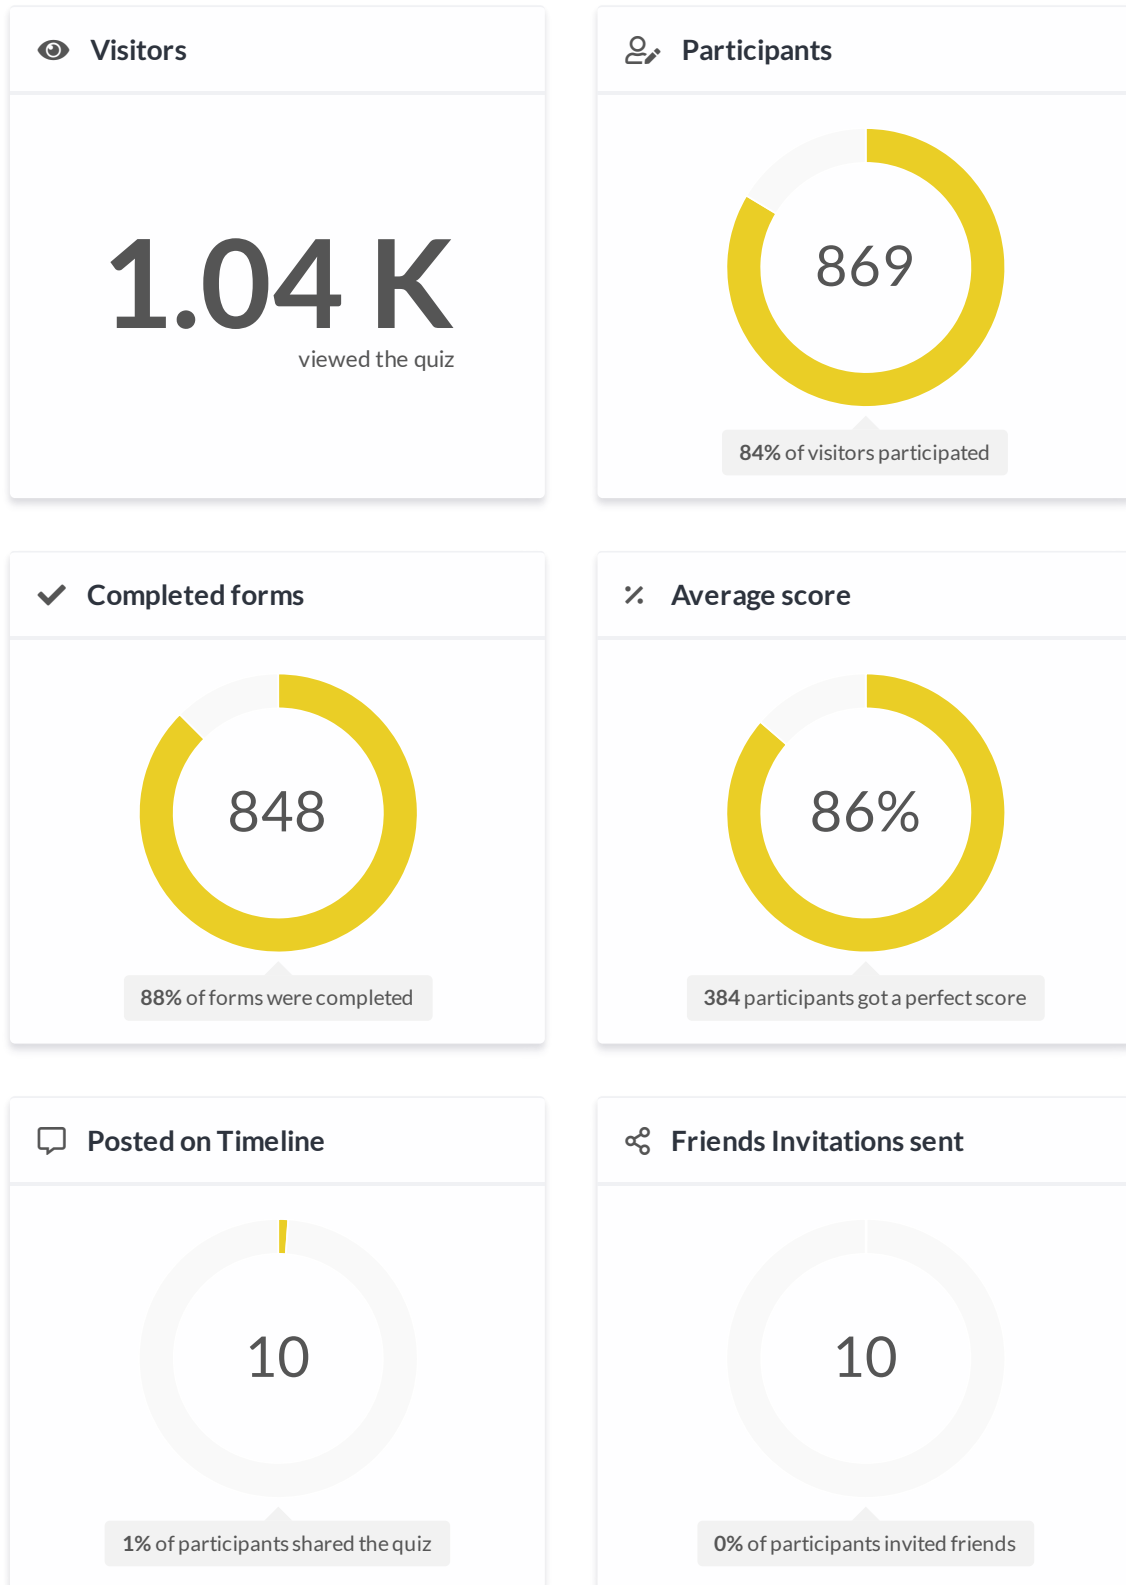 Visitors
1.04 K
viewed the quiz
Participants
869
84% of visitors participated
Completed forms
848
88% of forms were completed
Average score
86%
384 participants got a perfect score
Posted on Timeline
10
1% of participants shared the quiz
Friends Invitations sent
10
0% of participants invited friends